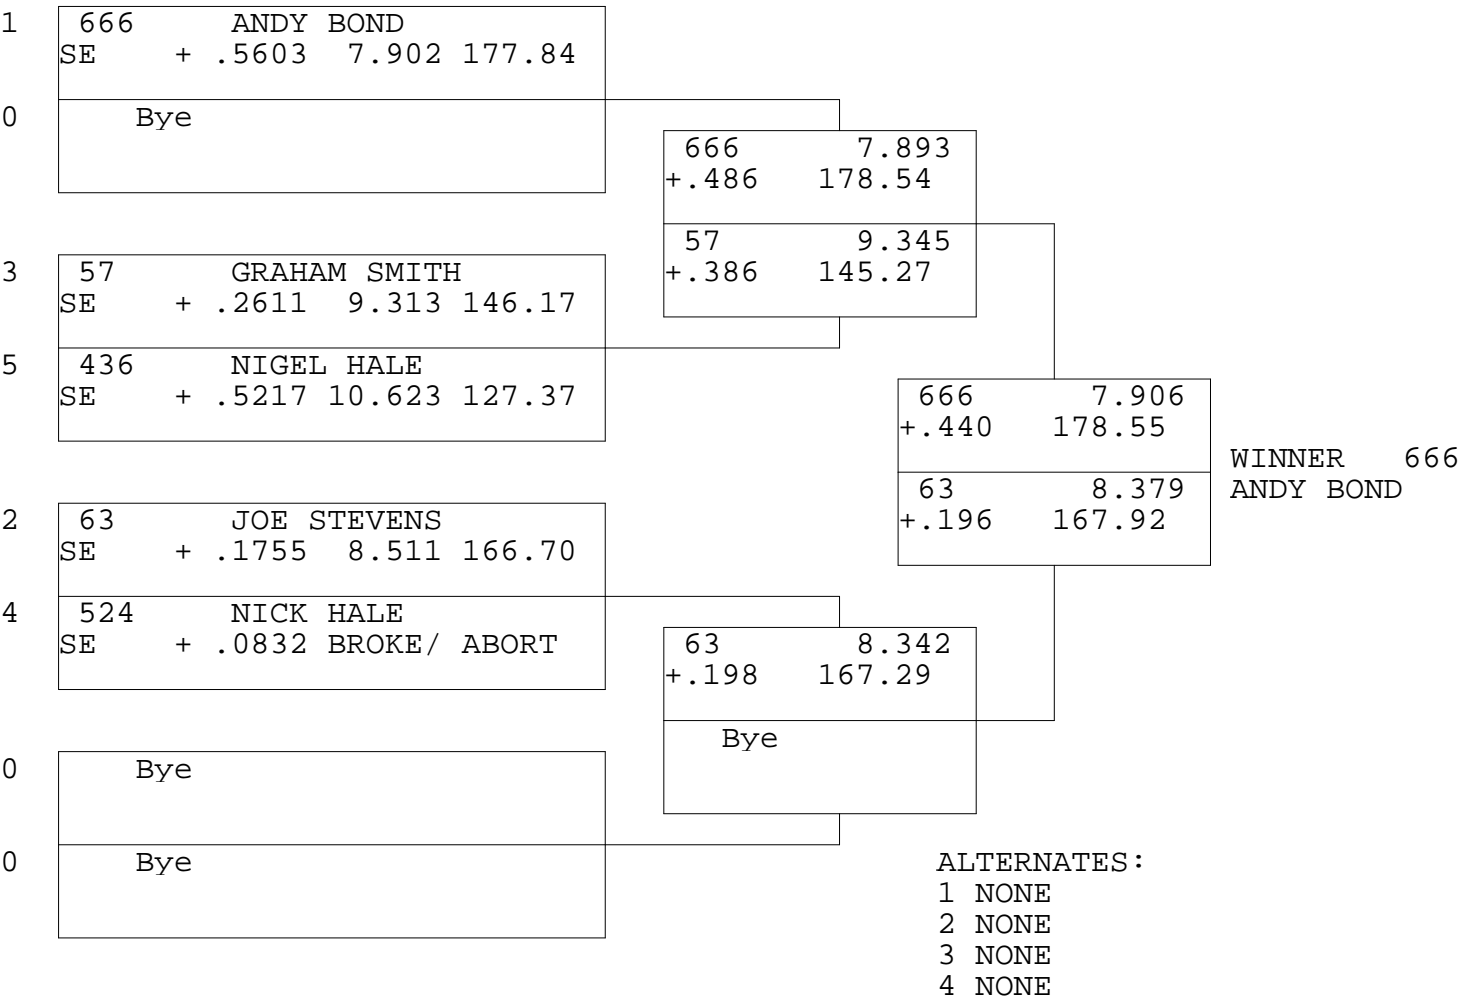 1 666 ANDY BOND
SE + .5603 7.902 177.84
0 Bye
666 7.893
+.486 178.54
57 9.345
+.386 145.27
3 57 GRAHAM SMITH
SE + .2611 9.313 146.17
5 436 NIGEL HALE
SE + .5217 10.623 127.37
666 7.906
+.440 178.55
63 8.379
+.196 167.92
WINNER 666
ANDY BOND
2 63 JOE STEVENS
SE + .1755 8.511 166.70
4 524 NICK HALE
SE + .0832 BROKE/ ABORT
63 8.342
+.198 167.29
Bye
0 Bye
0 Bye
ALTERNATES:
1 NONE
2 NONE
3 NONE
4 NONE